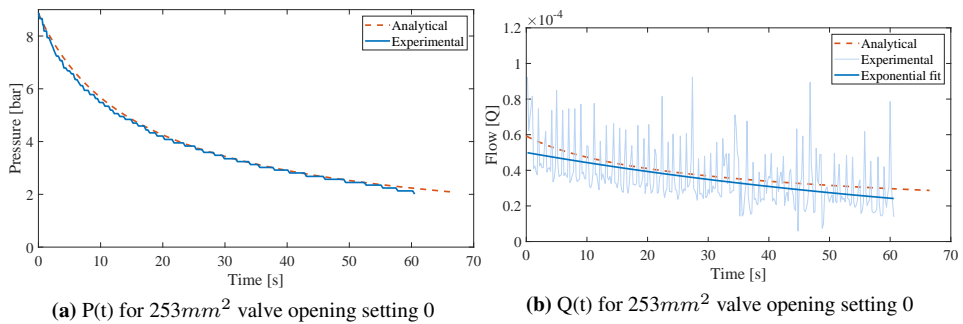 8
6
4
2
0
Pressure [bar]
0 10 20 30 40 50 60 70
Time [s]
Analytical
Experimental
(a) P(t) for 253mm² valve opening setting 0
1.2 ×10⁻⁴
1
0.8
0.6
0.4
0.2
0
Flow [Q]
0 10 20 30 40 50 60 70
Time [s]
Analytical
Experimental
Exponential fit
(b) Q(t) for 253mm² valve opening setting 0